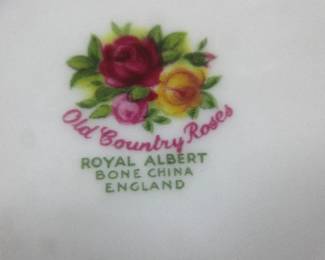 Old Country Roses
ROYAL ALBERT
BONE CHINA
ENGLAND